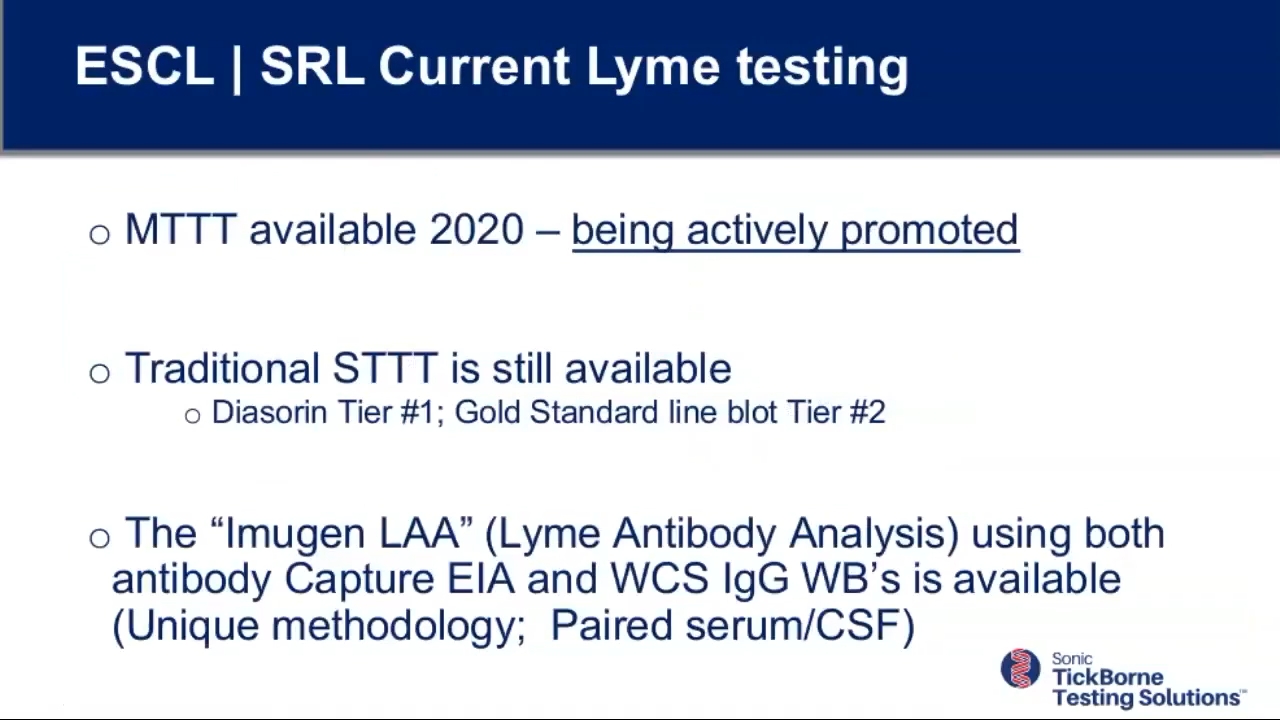 ESCL | SRL Current Lyme testing
o MTTT available 2020 – being actively promoted
o Traditional STTT is still available
o Diasorin Tier #1; Gold Standard line blot Tier #2
o The “Imugen LAA” (Lyme Antibody Analysis) using both
antibody Capture EIA and WCS IgG WB’s is available
(Unique methodology;  Paired serum/CSF)
Sonic
TickBorne
Testing Solutions™